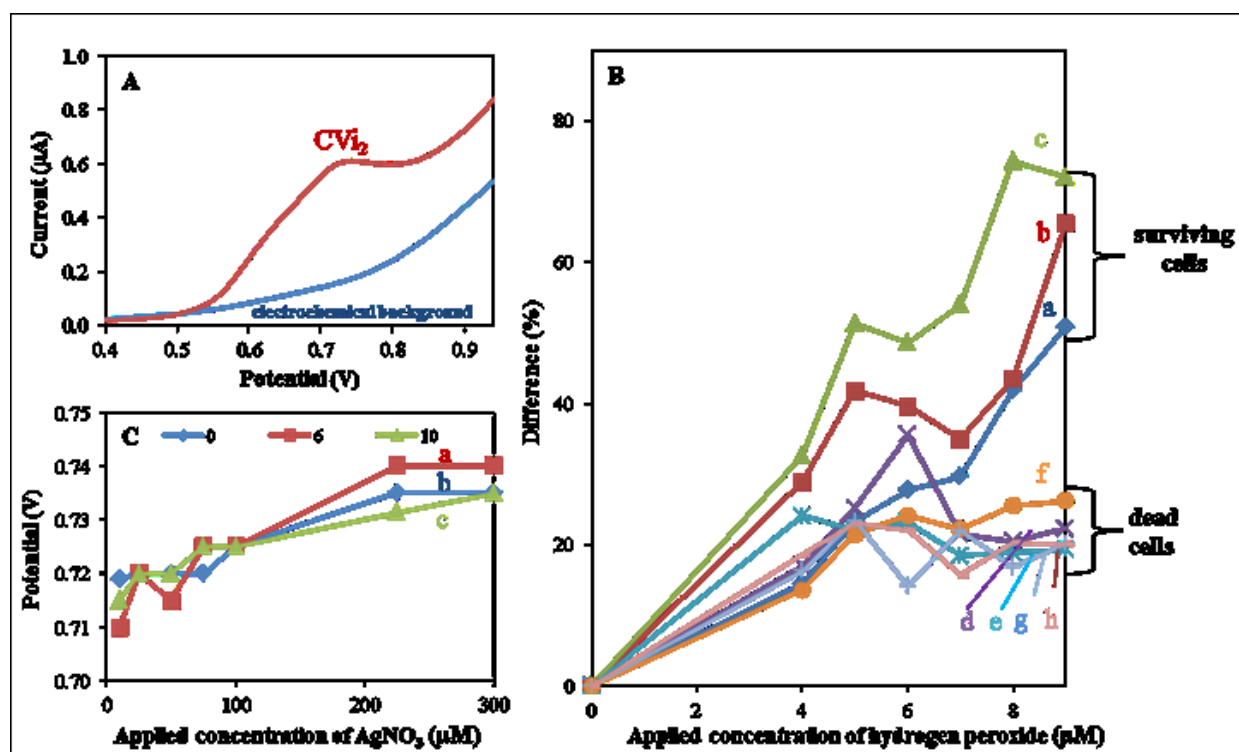 A
1.0
0.8
0.6
0.4
0.2
0.0
Current (µA)
CVi₂
electrochemical background
0.4 0.5 0.6 0.7 0.8 0.9
Potential (V)
C
0 6 10
0.75
0.74
0.73
0.72
0.71
0.70
Potential (V)
a
b
c
0 100 200 300
Applied concentration of AgNO₃ (µM)
B
80
60
40
20
0
Difference (%)
c
b
a
surviving
cells
f
dead
cells
d e g h
0 2 4 6 8
Applied concentration of hydrogen peroxide (µM)